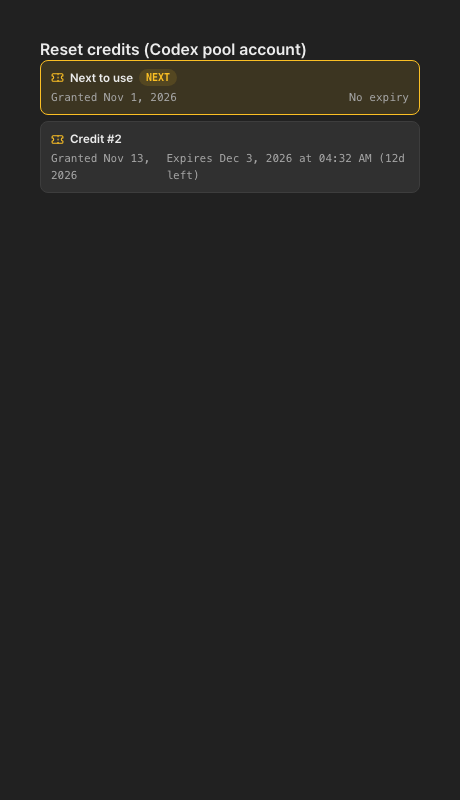 Reset credits (Codex pool account)
Next to use NEXT
Granted Nov 1, 2026 No expiry
Credit #2
Granted Nov 13, 2026
Expires Dec 3, 2026 at 04:32 AM (12d left)